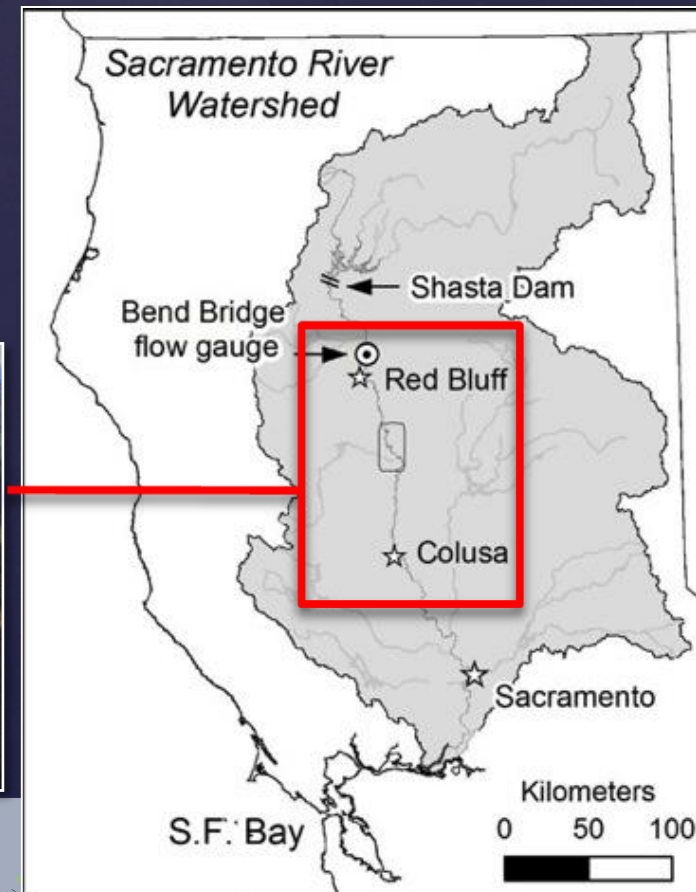 Sacramento River
Watershed
Shasta Dam
Bend Bridge
flow gauge
Red Bluff
Colusa
Sacramento
S.F. Bay
Kilometers
0 50 100